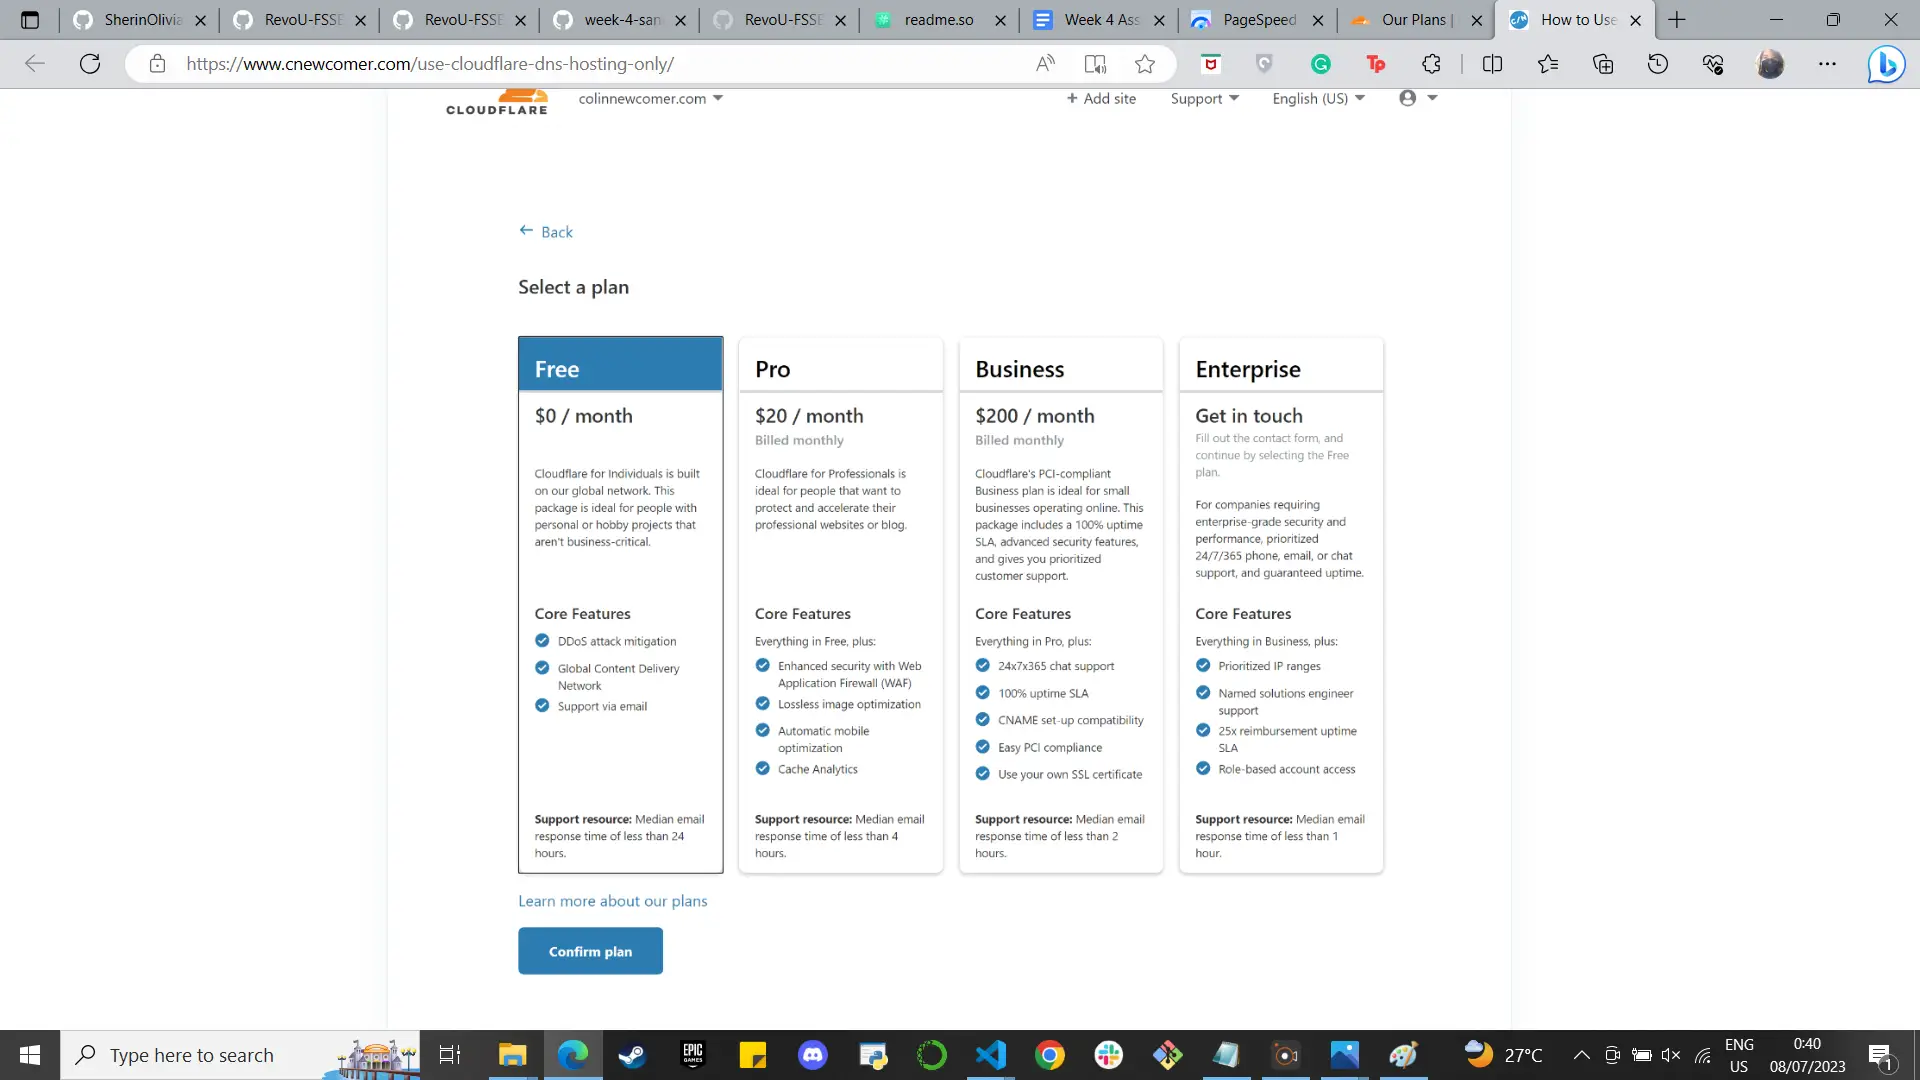 SherinOlivia
RevoU-FSSE
RevoU-FSSE
week-4-san
RevoU-FSSE
readme.so
Week 4 Ass
PageSpeed
Our Plans |
How to Use
https://www.cnewcomer.com/use-cloudflare-dns-hosting-only/
CLOUDFLARE
colinnewcomer.com
+ Add site
Support
English (US)
← Back
Select a plan
Free
$0 / month
Cloudflare for Individuals is built
on our global network. This
package is ideal for people with
personal or hobby projects that
aren't business-critical.
Core Features
DDoS attack mitigation
Global Content Delivery
Network
Support via email
Support resource: Median email
response time of less than 24
hours.
Pro
$20 / month
Billed monthly
Cloudflare for Professionals is
ideal for people that want to
protect and accelerate their
professional websites or blog.
Core Features
Everything in Free, plus:
Enhanced security with Web
Application Firewall (WAF)
Lossless image optimization
Automatic mobile
optimization
Cache Analytics
Support resource: Median email
response time of less than 4
hours.
Business
$200 / month
Billed monthly
Cloudflare's PCI-compliant
Business plan is ideal for small
businesses operating online. This
package includes a 100% uptime
SLA, advanced security features,
and gives you prioritized
customer support.
Core Features
Everything in Pro, plus:
24x7x365 chat support
100% uptime SLA
CNAME set-up compatibility
Easy PCI compliance
Use your own SSL certificate
Support resource: Median email
response time of less than 2
hours.
Enterprise
Get in touch
Fill out the contact form, and
continue by selecting the Free
plan.
For companies requiring
enterprise-grade security and
performance, prioritized
24/7/365 phone, email, or chat
support, and guaranteed uptime.
Core Features
Everything in Business, plus:
Prioritized IP ranges
Named solutions engineer
support
25x reimbursement uptime
SLA
Role-based account access
Support resource: Median email
response time of less than 1
hour.
Learn more about our plans
Confirm plan
Type here to search
EPIC
GAMES
27°C
ENG
US
0:40
08/07/2023
1